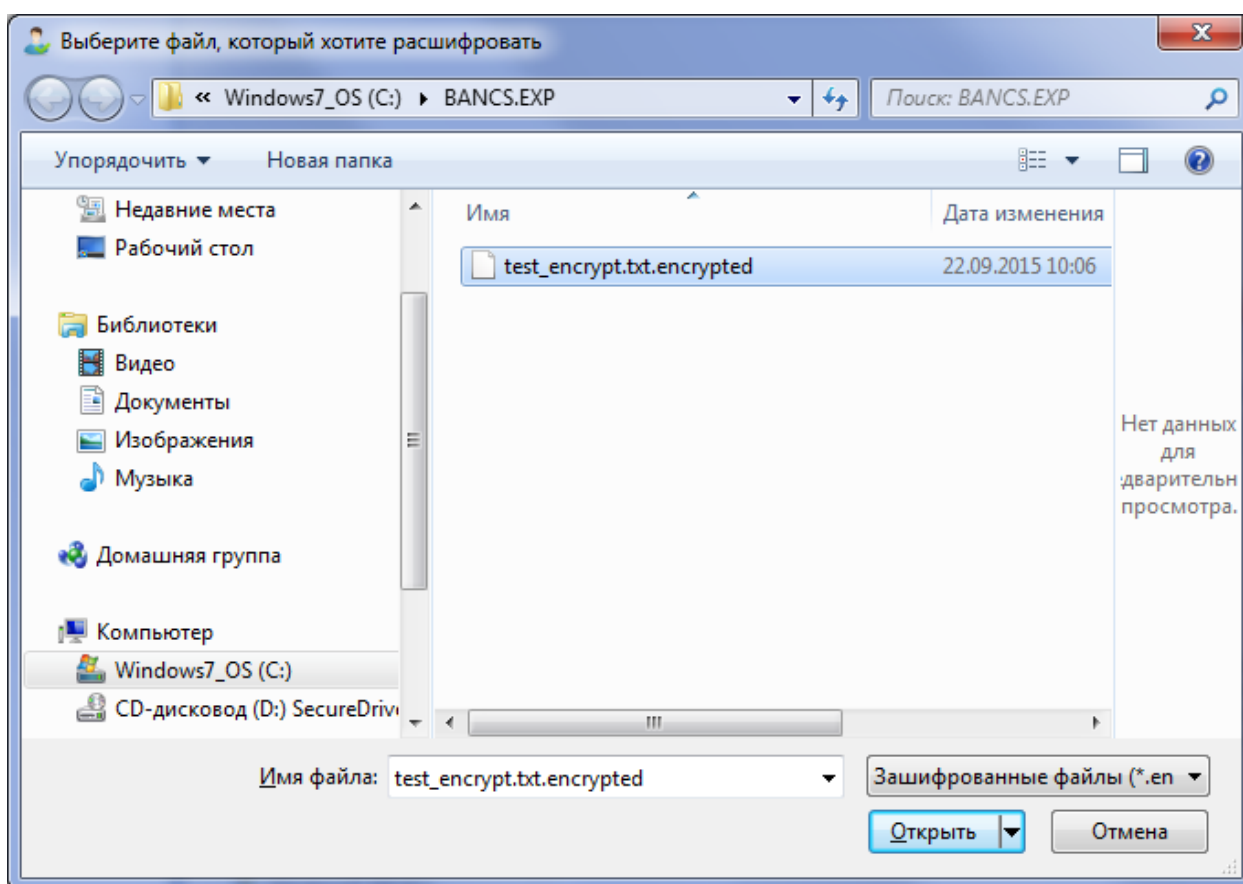 Выберите файл, который хотите расшифровать
« Windows7_OS (C:) ▸ BANCS.EXP
Поиск: BANCS.EXP
Упорядочить ▼ Новая папка
Недавние места
Рабочий стол
Библиотеки
Видео
Документы
Изображения
Музыка
Домашняя группа
Компьютер
Windows7_OS (C:)
CD-дисковод (D:) SecureDriv
Имя Дата изменения
test_encrypt.txt.encrypted 22.09.2015 10:06
Нет данных
для
дварительн
просмотра.
Имя файла: test_encrypt.txt.encrypted
Зашифрованные файлы (*.en
Открыть Отмена